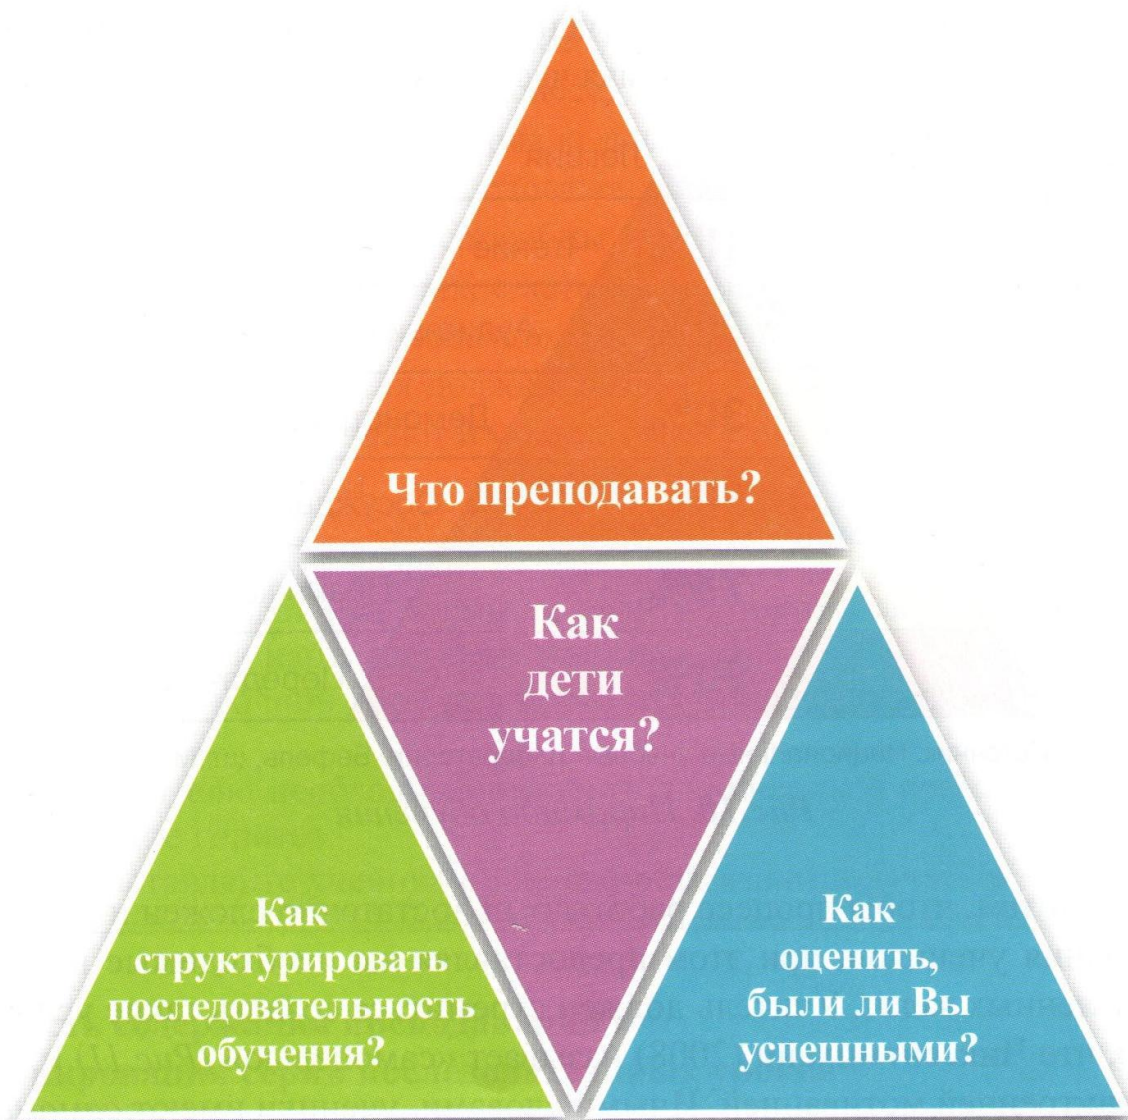 Что преподавать?
Как
дети
учатся?
Как
структурировать
последовательность
обучения?
Как
оценить,
были ли Вы
успешными?